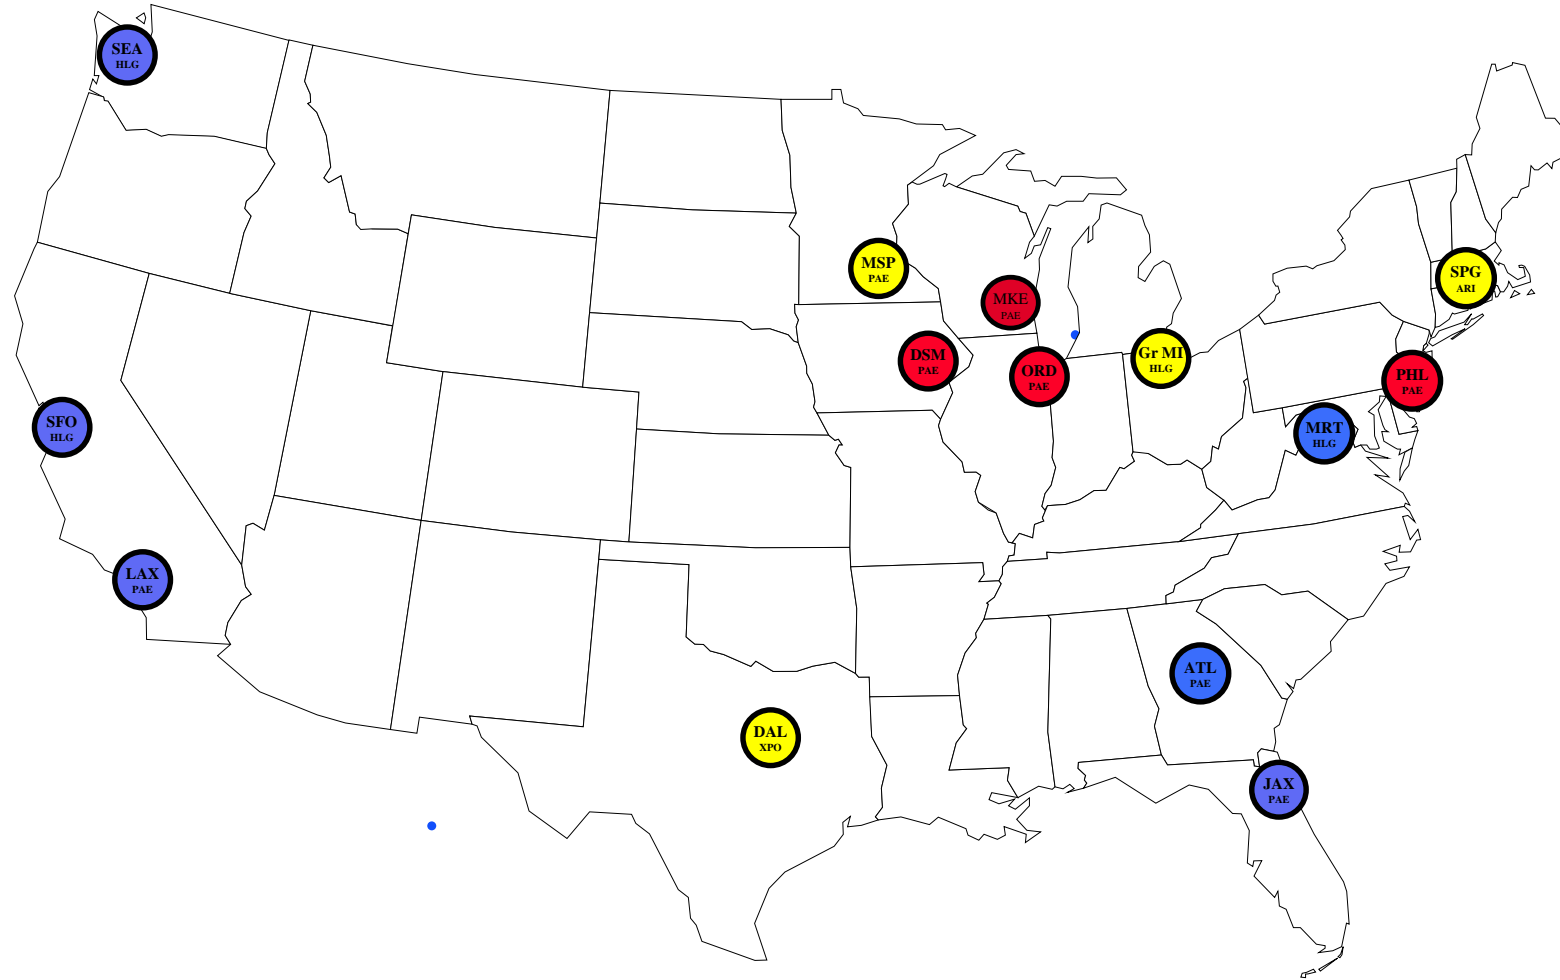 SEA
HLG
MSP
PAE
SPG
ARI
MKE
PAE
DSM
PAE
ORD
PAE
Gr MI
HLG
PHL
PAE
SFO
HLG
MRT
HLG
LAX
PAE
ATL
PAE
DAL
XPO
JAX
PAE